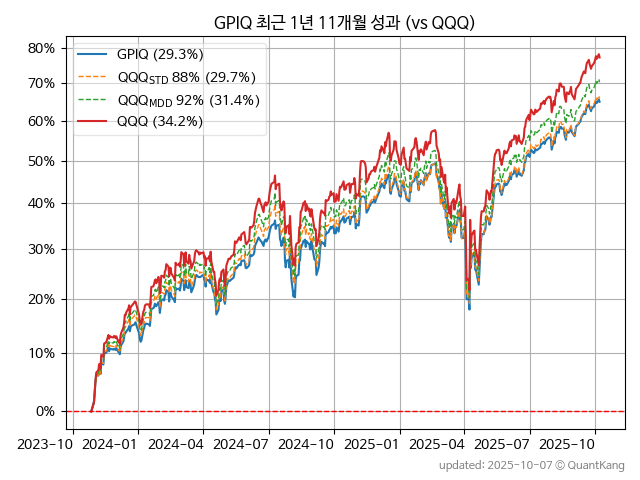 GPIQ 최근 1년 11개월 성과 (vs QQQ)
80%
70%
60%
50%
40%
30%
20%
10%
0%
GPIQ (29.3%)
QQQSTD 88% (29.7%)
QQQMDD 92% (31.4%)
QQQ (34.2%)
2023-10 2024-01 2024-04 2024-07 2024-10 2025-01 2025-04 2025-07 2025-10
updated: 2025-10-07 © QuantKang